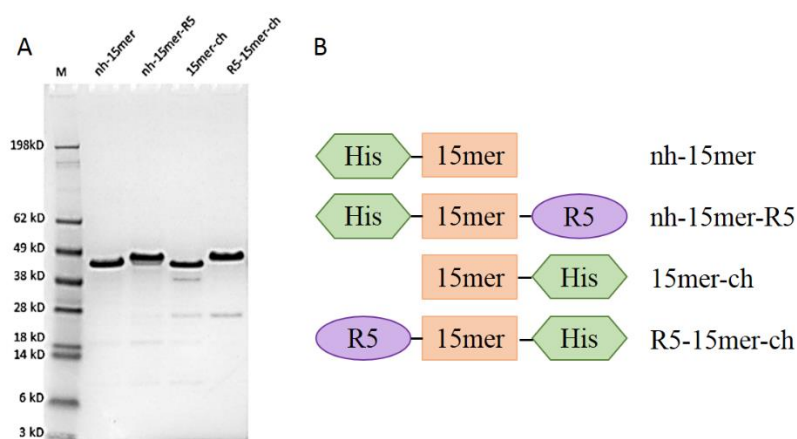 A
B
M
nh-15mer
nh-15mer-R5
15mer-ch
R5-15mer-ch
198kD
62 kD
49 kD
38 kD
28 kD
18 kD
14 kD
6 kD
3 kD
His 15mer nh-15mer
His 15mer R5 nh-15mer-R5
15mer His 15mer-ch
R5 15mer His R5-15mer-ch